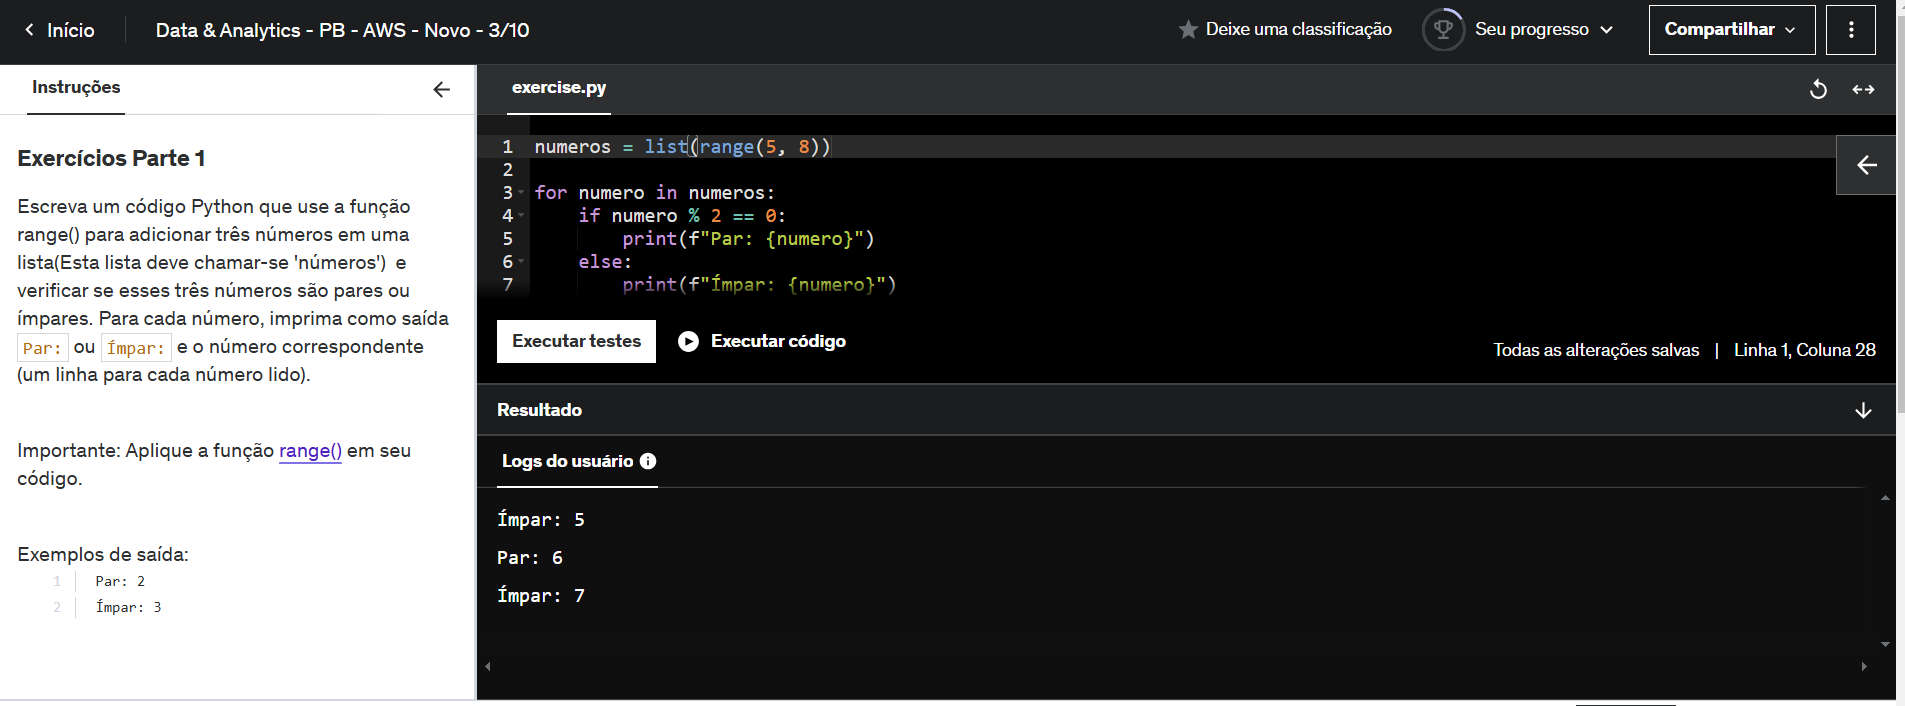 Início
Data & Analytics - PB - AWS - Novo - 3/10
Deixe uma classificação
Seu progresso
Compartilhar
Instruções
Exercícios Parte 1
Escreva um código Python que use a função
range() para adicionar três números em uma
lista(Esta lista deve chamar-se 'números')  e
verificar se esses três números são pares ou
ímpares. Para cada número, imprima como saída
Par: ou Ímpar: e o número correspondente
(um linha para cada número lido).
Importante: Aplique a função range() em seu
código.
Exemplos de saída:
1 Par: 2
2 Ímpar: 3
exercise.py
1 numeros = list(range(5, 8))
2
3 for numero in numeros:
4     if numero % 2 == 0:
5         print(f"Par: {numero}")
6     else:
7         print(f"Ímpar: {numero}")
Executar testes
Executar código
Todas as alterações salvas | Linha 1, Coluna 28
Resultado
Logs do usuário
Ímpar: 5
Par: 6
Ímpar: 7